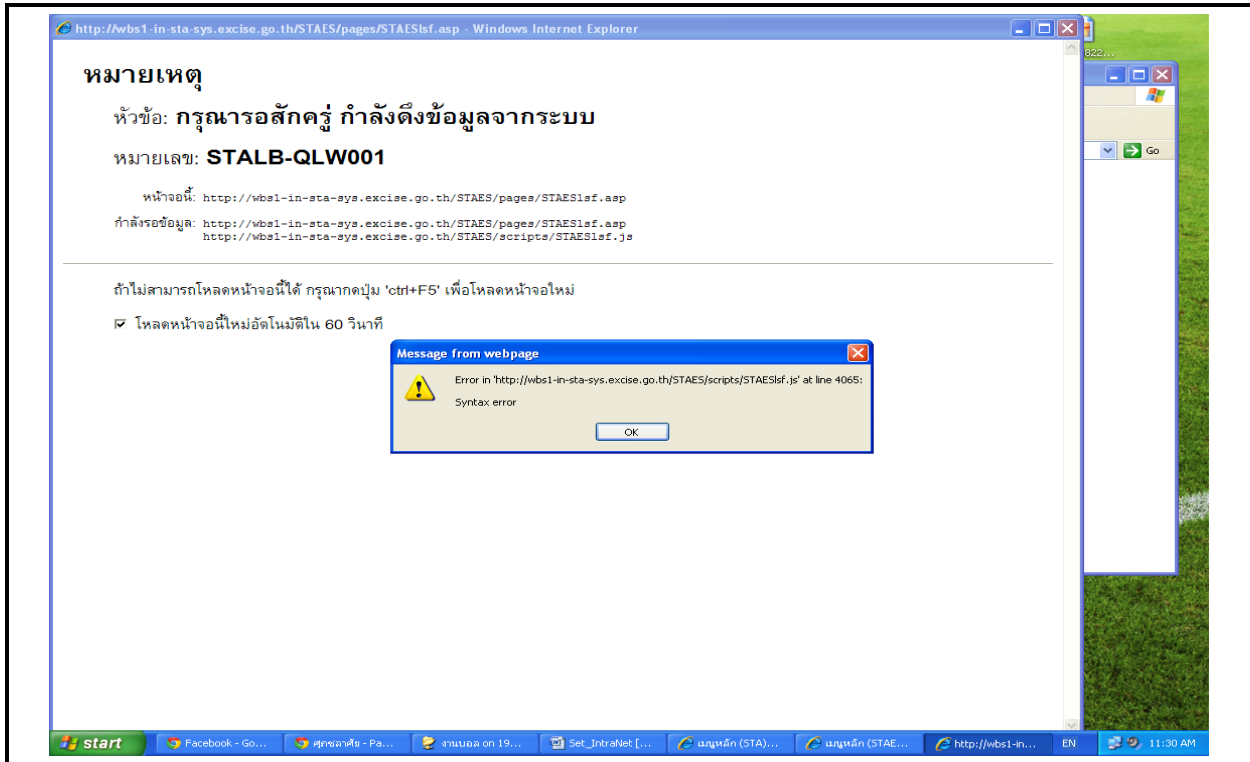 http://wbs1-in-sta-sys.excise.go.th/STAES/pages/STAESlsf.asp - Windows Internet Explorer
822...
หมายเหตุ
หัวข้อ: กรุณารอสักครู่ กำลังดึงข้อมูลจากระบบ
หมายเลข: STALB-QLW001
Go
หน้าจอนี้: http://wbs1-in-sta-sys.excise.go.th/STAES/pages/STAESlsf.asp
กำลังรอข้อมูล: http://wbs1-in-sta-sys.excise.go.th/STAES/pages/STAESlsf.asp
http://wbs1-in-sta-sys.excise.go.th/STAES/scripts/STAESlsf.js
ถ้าไม่สามารถโหลดหน้าจอนี้ได้ กรุณากดปุ่ม 'ctrl+F5' เพื่อโหลดหน้าจอใหม่
โหลดหน้าจอนี้ใหม่อัตโนมัติใน 60 วินาที
Message from webpage
Error in 'http://wbs1-in-sta-sys.excise.go.th/STAES/scripts/STAESlsf.js' at line 4065:
Syntax error
OK
start Facebook - Go... ศุภชลาศัย - Pa... งานบอล on 19... Set_IntraNet [... เมนูหลัก (STA)... เมนูหลัก (STAE... http://wbs1-in... EN 11:30 AM